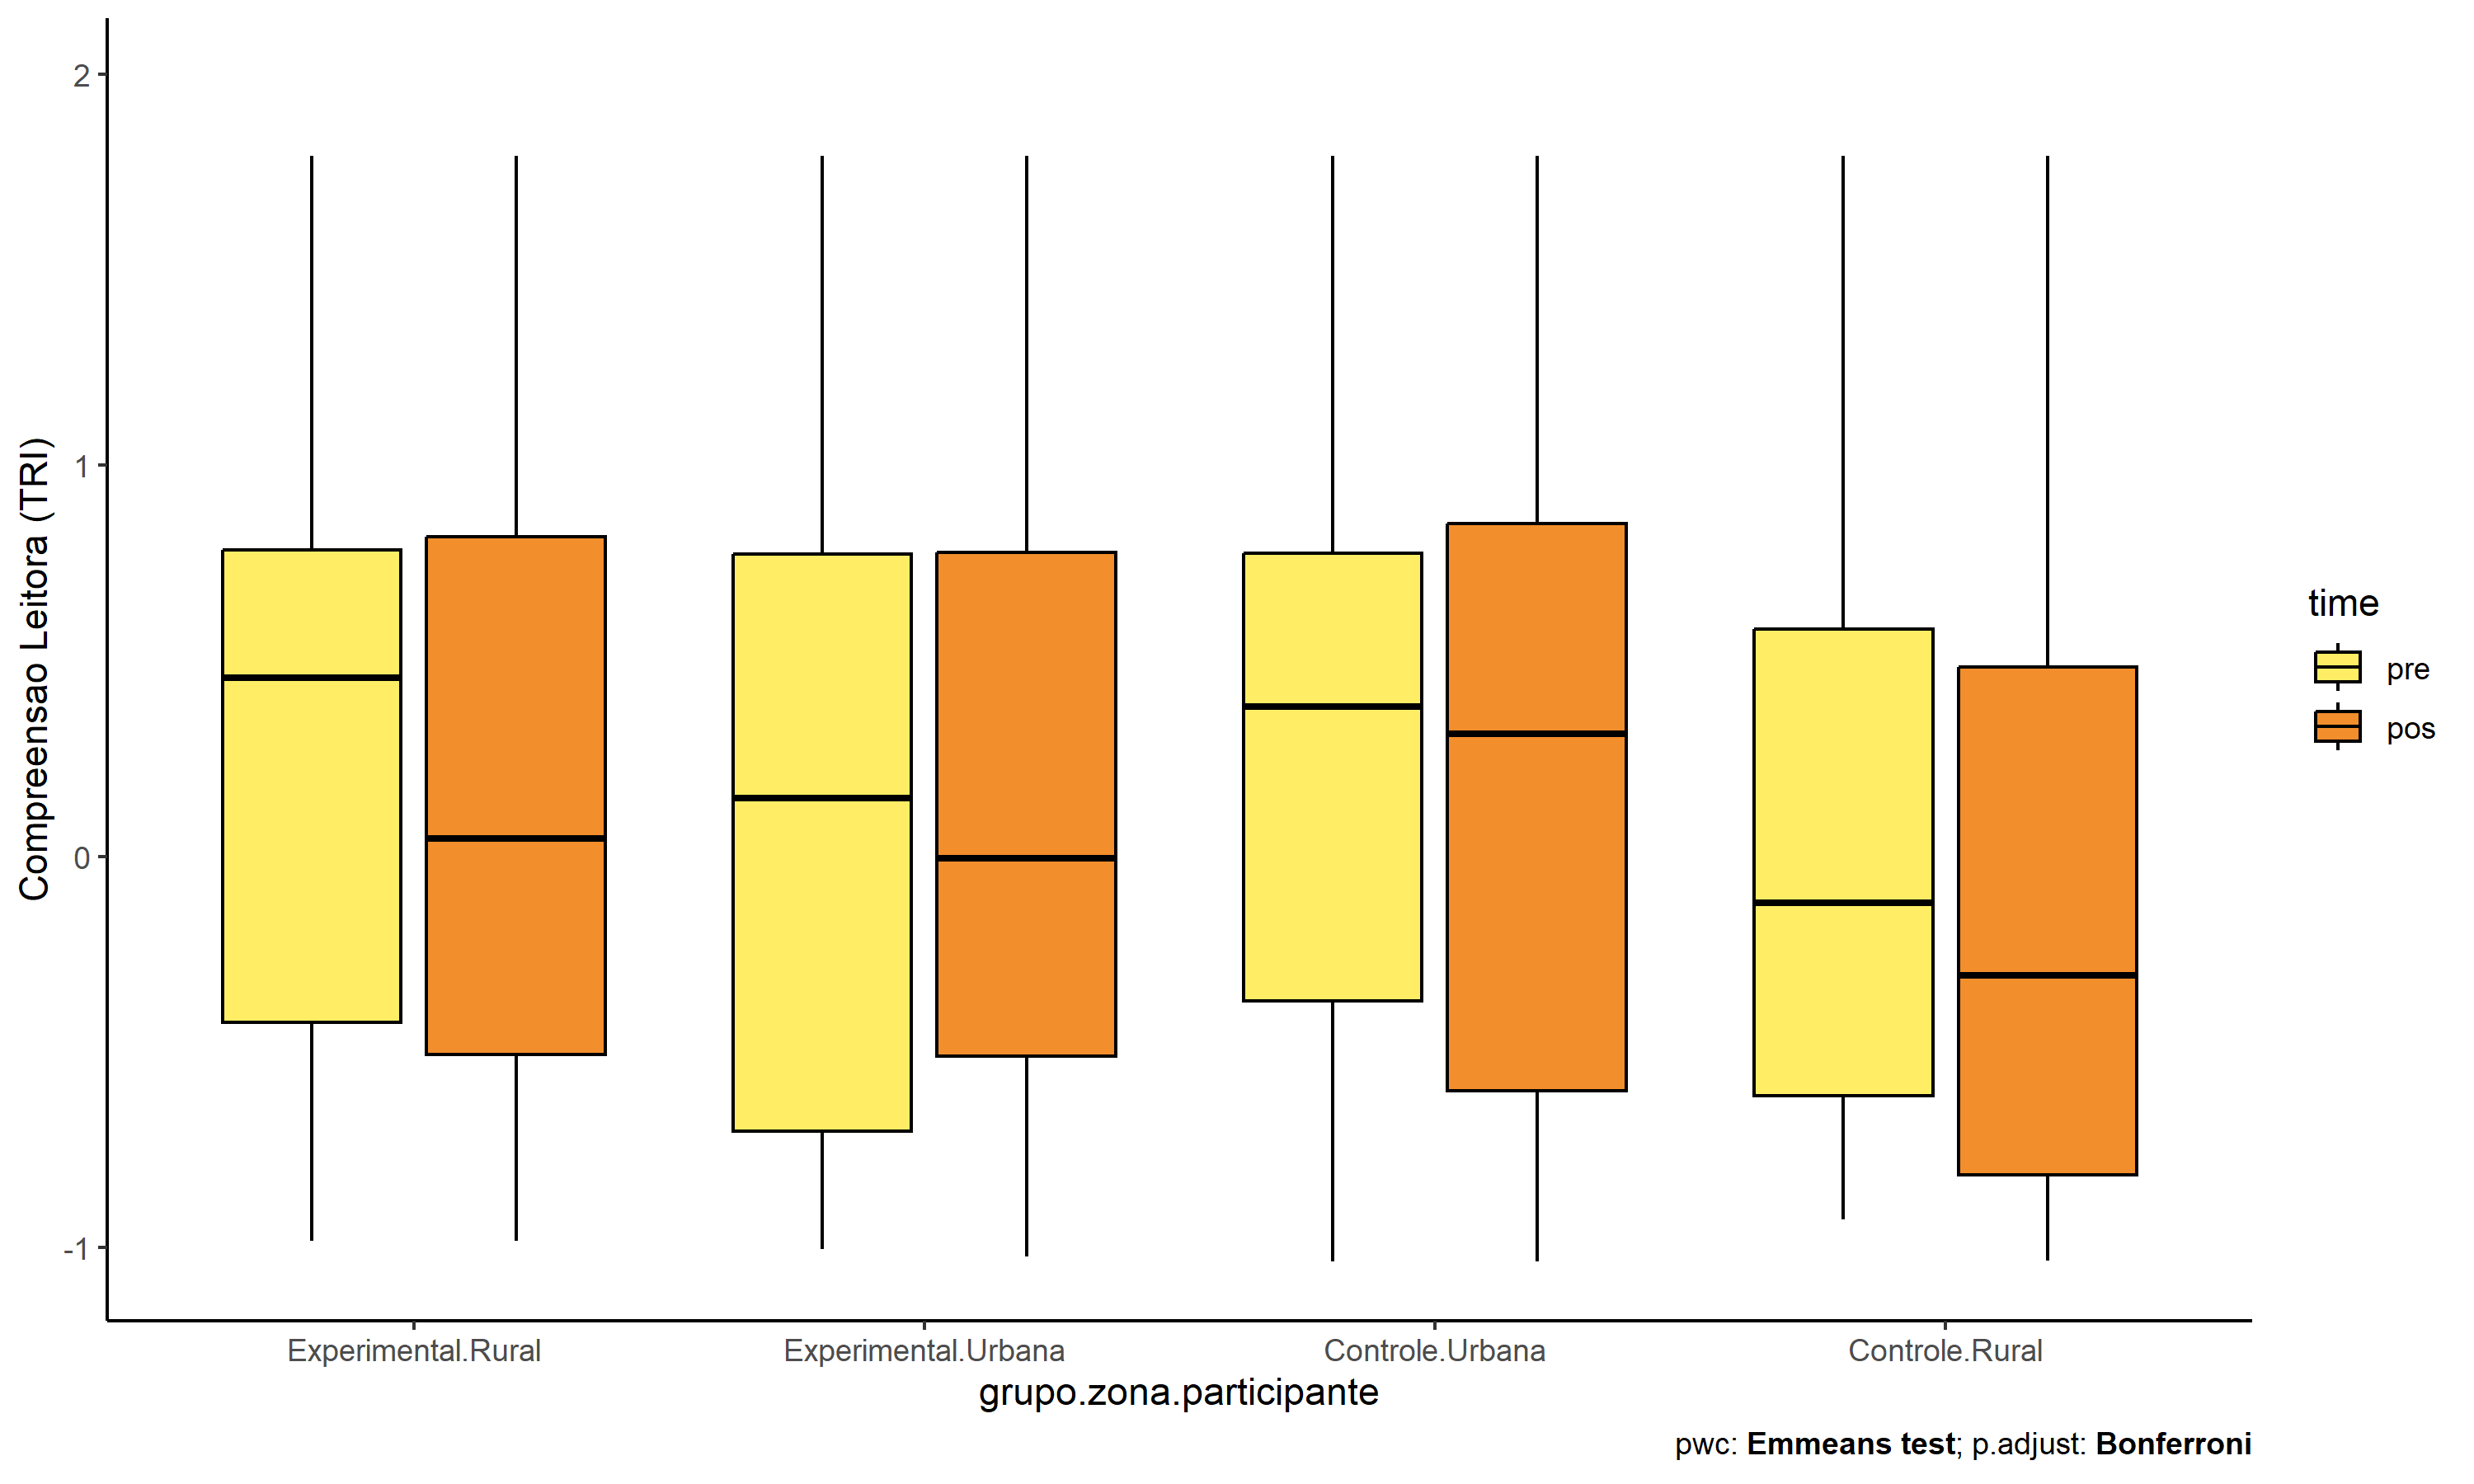 Compreensao Leitora (TRI)
2
1
0
-1
Experimental.Rural
Experimental.Urbana
Controle.Urbana
Controle.Rural
grupo.zona.participante
time
pre
pos
pwc: Emmeans test; p.adjust: Bonferroni